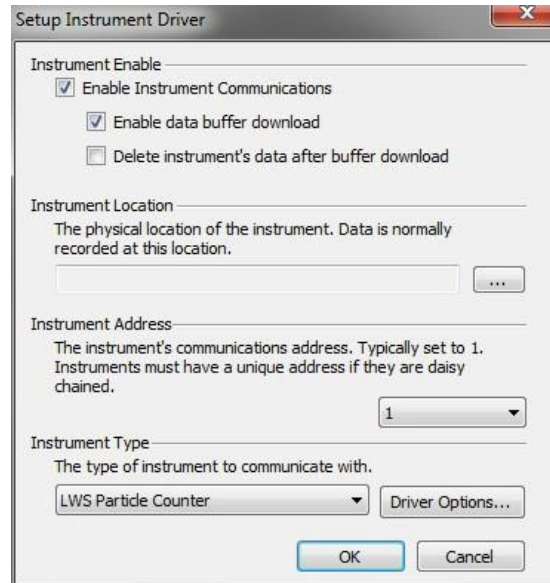 Setup Instrument Driver
X
Instrument Enable
Enable Instrument Communications
Enable data buffer download
Delete instrument's data after buffer download
Instrument Location
The physical location of the instrument. Data is normally
recorded at this location.
...
Instrument Address
The instrument's communications address. Typically set to 1.
Instruments must have a unique address if they are daisy
chained.
1
Instrument Type
The type of instrument to communicate with.
LWS Particle Counter
Driver Options...
OK
Cancel